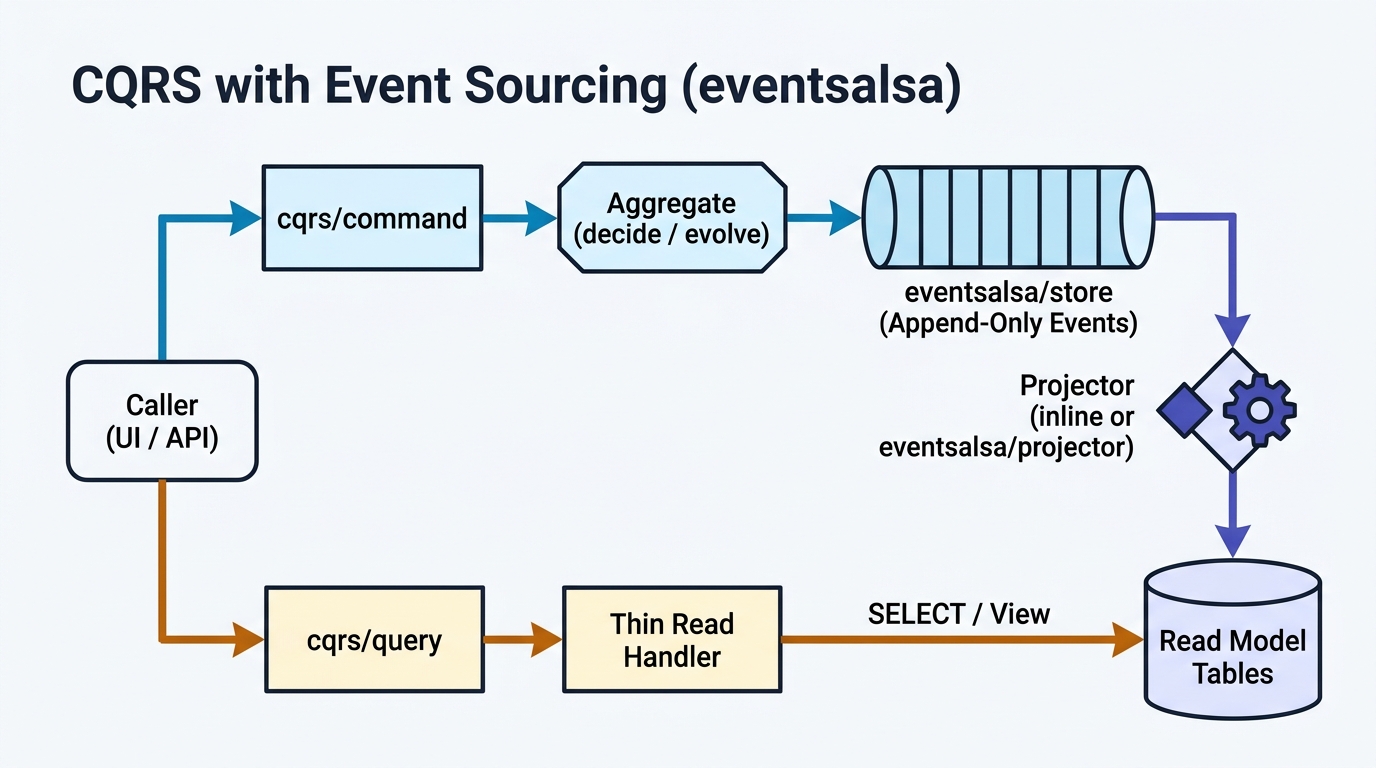 CQRS with Event Sourcing (eventsalsa)
cqrs/command
Aggregate
(decide / evolve)
eventsalsa/store
(Append-Only Events)
Caller
(UI / API)
Projector
(inline or
eventsalsa/projector)
cqrs/query
Thin Read
Handler
SELECT / View
Read Model
Tables